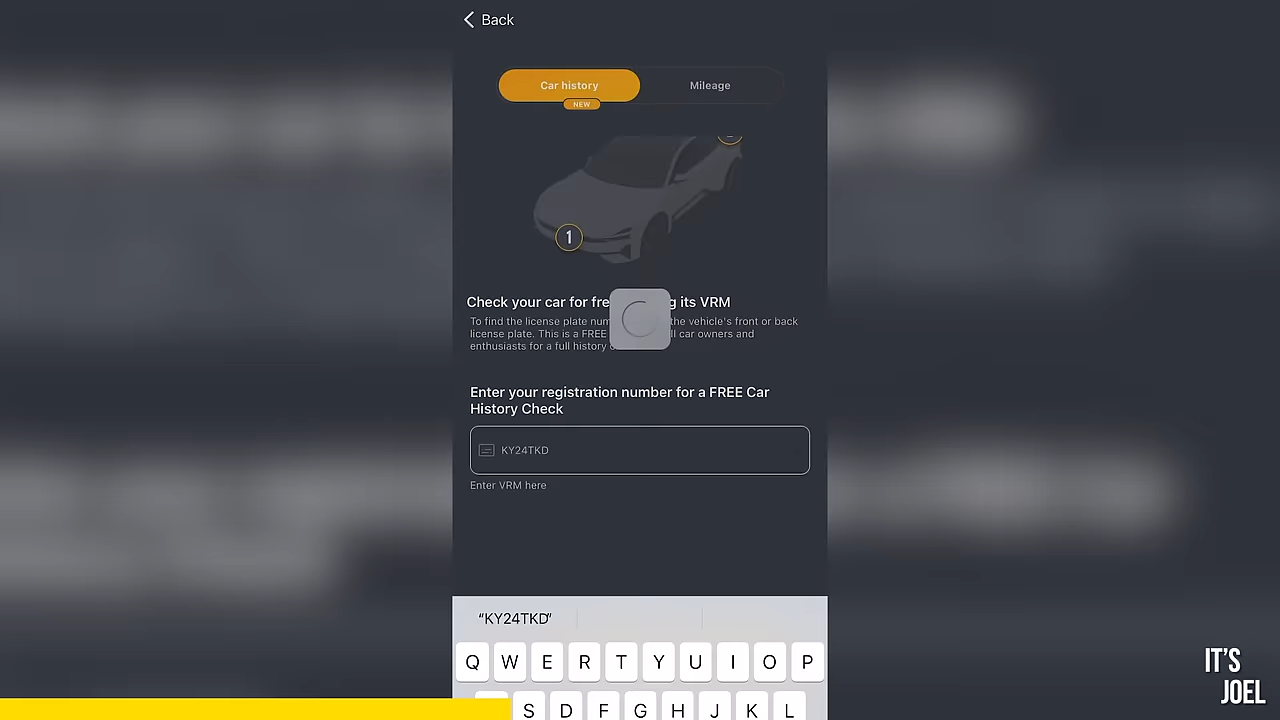 Back
Car history
Mileage
NEW
1
Check your car for fre g its VRM
To find the license plate num the vehicle's front or back
license plate. This is a FREE ll car owners and
enthusiasts for a full history
Enter your registration number for a FREE Car
History Check
KY24TKD
Enter VRM here
"KY24TKD"
Q W E R T Y U I O P
S D F G H J K L
IT'S
JOEL